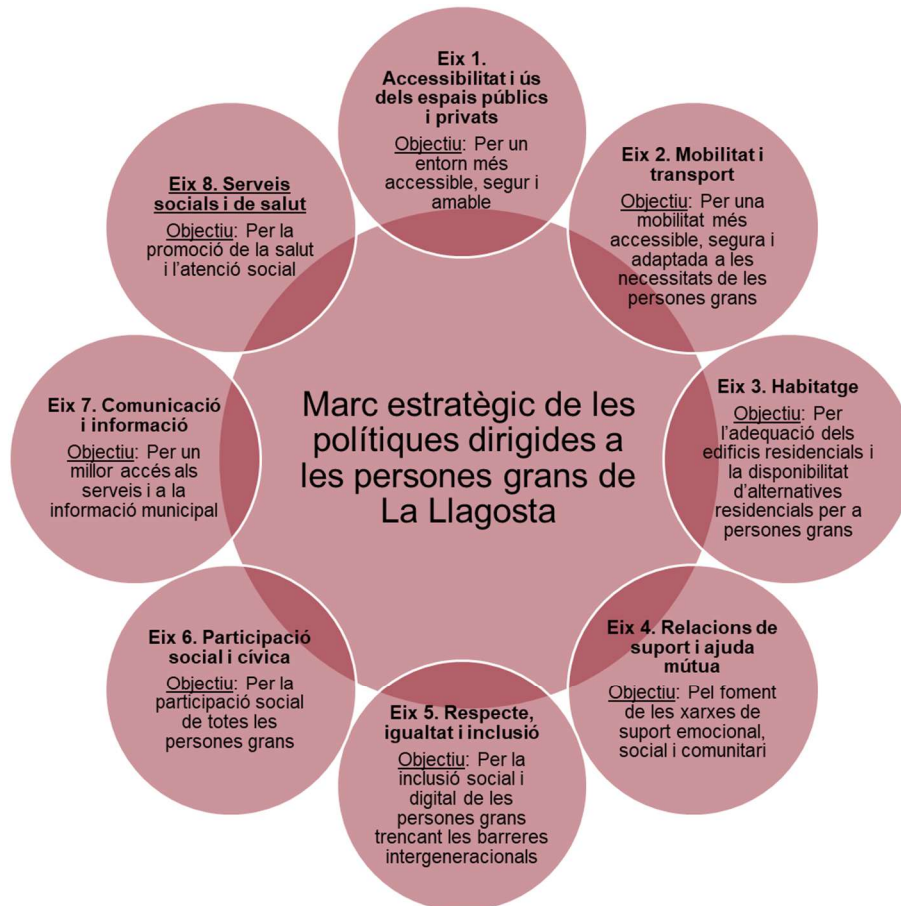 Eix 1.
Accessibilitat i ús
dels espais públics
i privats
Objectiu: Per un
entorn més
accessible, segur i
amable
Eix 2. Mobilitat i
transport
Objectiu: Per una
mobilitat més
accessible, segura i
adaptada a les
necessitats de les
persones grans
Eix 3. Habitatge
Objectiu: Per
l’adequació dels
edificis residencials i
la disponibilitat
d’alternatives
residencials per a
persones grans
Eix 4. Relacions de
suport i ajuda
mútua
Objectiu: Pel foment
de les xarxes de
suport emocional,
social i comunitari
Eix 5. Respecte,
igualtat i inclusió
Objectiu: Per la
inclusió social i
digital de les
persones grans
trencant les barreres
intergeneracionals
Eix 6. Participació
social i cívica
Objectiu: Per la
participació social
de totes les
persones grans
Eix 7. Comunicació
i informació
Objectiu: Per un
millor accés als
serveis i a la
informació municipal
Eix 8. Serveis
socials i de salut
Objectiu: Per la
promoció de la salut
i l’atenció social
Marc estratègic de les
polítiques dirigides a
les persones grans de
La Llagosta